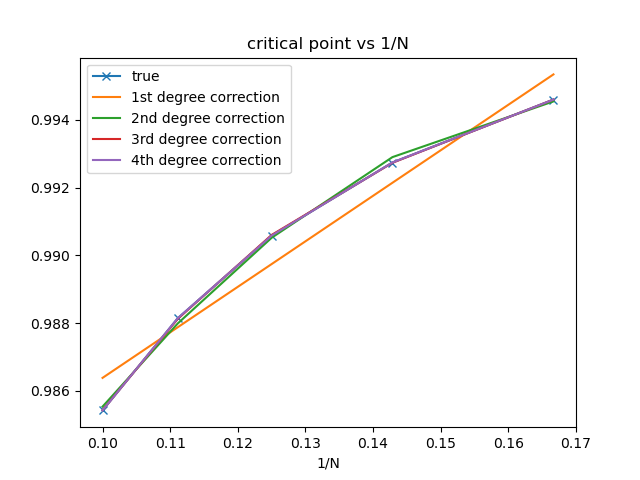 critical point vs 1/N
true
1st degree correction
2nd degree correction
3rd degree correction
4th degree correction
0.994
0.992
0.990
0.988
0.986
0.10 0.11 0.12 0.13 0.14 0.15 0.16 0.17
1/N